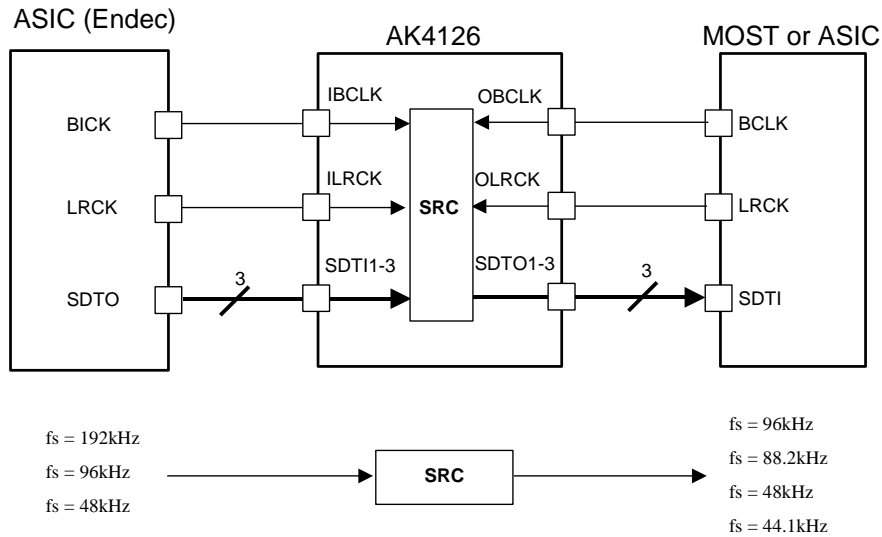 ASIC (Endec)
AK4126
MOST or ASIC
IBCLK
OBCLK
BICK
BCLK
ILRCK
OLRCK
LRCK
SRC
LRCK
SDTI1-3
SDTO1-3
3
3
SDTO
SDTI
fs = 192kHz
fs = 96kHz
fs = 48kHz
SRC
fs = 96kHz
fs = 88.2kHz
fs = 48kHz
fs = 44.1kHz